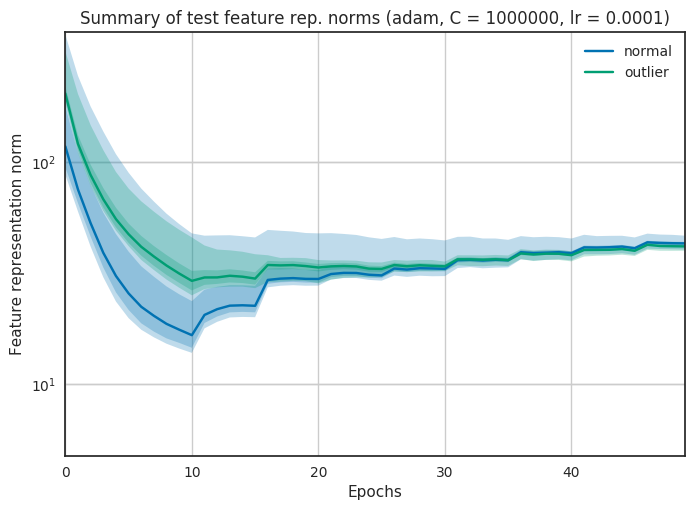 Summary of test feature rep. norms (adam, C = 1000000, lr = 0.0001)
normal
outlier
Feature representation norm
10²
10¹
0 10 20 30 40
Epochs